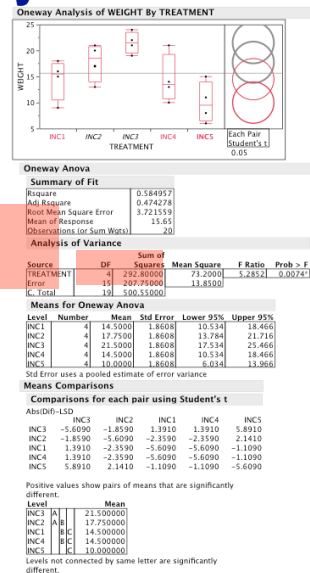 Oneway Analysis of WEIGHT By TREATMENT
25
20
15
10
5
WEIGHT
INC1 INC2 INC3 INC4 INC5
TREATMENT
Each Pair
Student's t
0.05
Oneway Anova
Summary of Fit
Rsquare 0.584957
Adj Rsquare 0.474278
Root Mean Square Error 3.721559
Mean of Response 15.65
Observations (or Sum Wgts) 20
Analysis of Variance
Sum of
Source DF Squares Mean Square F Ratio Prob > F
TREATMENT 4 292.80000 73.2000 5.2852 0.0074*
Error 15 207.75000 13.8500
C. Total 19 500.55000
Means for Oneway Anova
Level Number Mean Std Error Lower 95% Upper 95%
INC1 4 14.5000 1.8608 10.534 18.466
INC2 4 17.7500 1.8608 13.784 21.716
INC3 4 21.5000 1.8608 17.534 25.466
INC4 4 14.5000 1.8608 10.534 18.466
INC5 4 10.0000 1.8608 6.034 13.966
Std Error uses a pooled estimate of error variance
Means Comparisons
Comparisons for each pair using Student's t
Abs(Dif)-LSD
INC3 INC2 INC1 INC4 INC5
INC3 -5.6090 -1.8590 1.3910 1.3910 5.8910
INC2 -1.8590 -5.6090 -2.3590 -2.3590 2.1410
INC1 1.3910 -2.3590 -5.6090 -5.6090 -1.1090
INC4 1.3910 -2.3590 -5.6090 -5.6090 -1.1090
INC5 5.8910 2.1410 -1.1090 -1.1090 -5.6090
Positive values show pairs of means that are significantly
different.
Level Mean
INC3 A 21.500000
INC2 A B 17.750000
INC1 B C 14.500000
INC4 B C 14.500000
INC5 C 10.000000
Levels not connected by same letter are significantly
different.